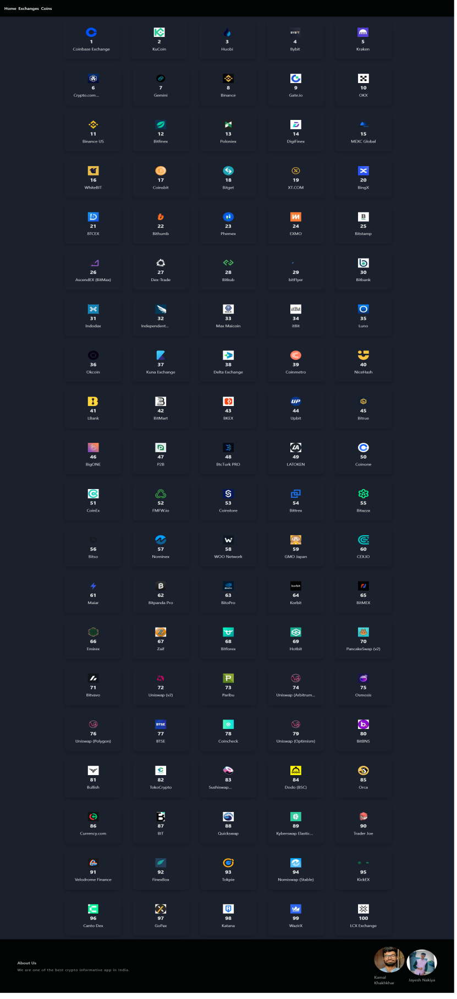 Home Exchanges Coins
1 2 3 4 5
Coinbase Exchange KuCoin Huobi Bybit Kraken
6 7 8 9 10
Crypto.com... Gemini Binance Gate.io OKX
11 12 13 14 15
Binance US Bitfinex Poloniex DigiFinex MEXC Global
16 17 18 19 20
WhiteBIT Coinsbit Bitget XT.COM BingX
21 22 23 24 25
BTCEX Bithumb Phemex EXMO Bitstamp
26 27 28 29 30
AscendEX (BitMax) Dex-Trade Bitkub bitFlyer Bitbank
31 32 33 34 35
Indodax Independent... Max Maicoin itBit Luno
36 37 38 39 40
Okcoin Kuna Exchange Delta Exchange Coinmetro NiceHash
41 42 43 44 45
LBank BitMart BKEX Upbit Bitrue
46 47 48 49 50
BigONE P2B BtcTurk PRO LATOKEN Coinone
51 52 53 54 55
CoinEx FMFW.io Coinstore Bittrex Bitazza
56 57 58 59 60
Bitso Nominex WOO Network GMO Japan CEX.IO
61 62 63 64 65
Maiar Bitpanda Pro BitoPro Korbit BitMEX
66 67 68 69 70
Emirex Zaif Bitforex Hotbit PancakeSwap (v2)
71 72 73 74 75
Bitvavo Uniswap (v2) Paribu Uniswap (Arbitrum... Osmosis
76 77 78 79 80
Uniswap (Polygon) BTSE Coincheck Uniswap (Optimism) BitBNS
81 82 83 84 85
Bullish TokoCrypto Sushiswap... Dodo (BSC) Orca
86 87 88 89 90
Currency.com BIT Quickswap Kyberswap Elastic... Trader Joe
91 92 93 94 95
Velodrome Finance FinexBox Tokpie Nomiswap (Stable) KickEX
96 97 98 99 100
Canto Dex GoPax Katana WazirX LCX Exchange
About Us
We are one of the best crypto informative app in India.
Kamal
Khakhkhar
Jayesh Nakiya